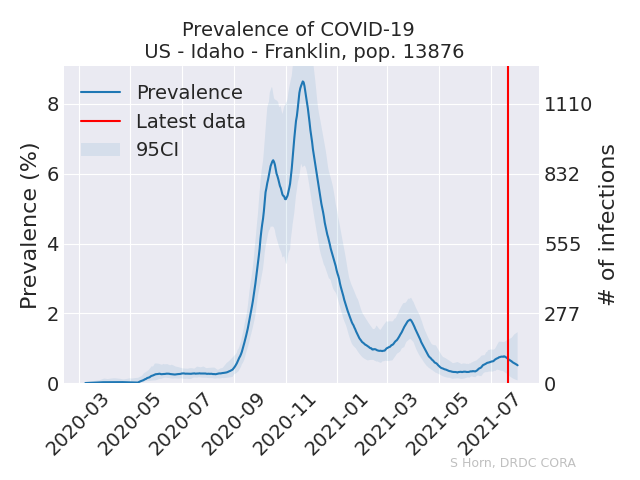 Prevalence of COVID-19
US - Idaho - Franklin, pop. 13876
Prevalence
Latest data
95CI
Prevalence (%)
8
6
4
2
0
1110
832
555
277
0
# of infections
2020-03
2020-05
2020-07
2020-09
2020-11
2021-01
2021-03
2021-05
2021-07
S Horn, DRDC CORA